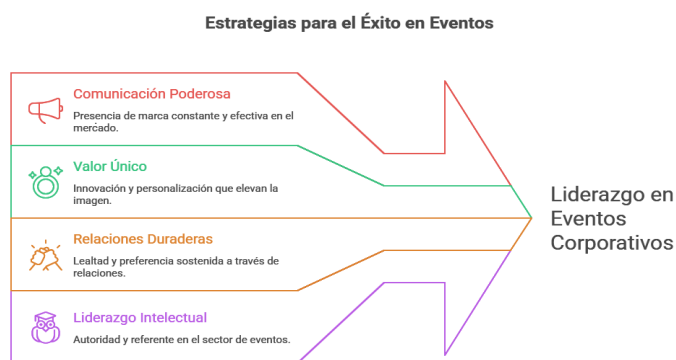 Estrategias para el Éxito en Eventos
Comunicación Poderosa
Presencia de marca constante y efectiva en el
mercado.
Valor Único
Innovación y personalización que elevan la
imagen.
Relaciones Duraderas
Lealtad y preferencia sostenida a través de
relaciones.
Liderazgo Intelectual
Autoridad y referente en el sector de eventos.
Liderazgo en
Eventos
Corporativos